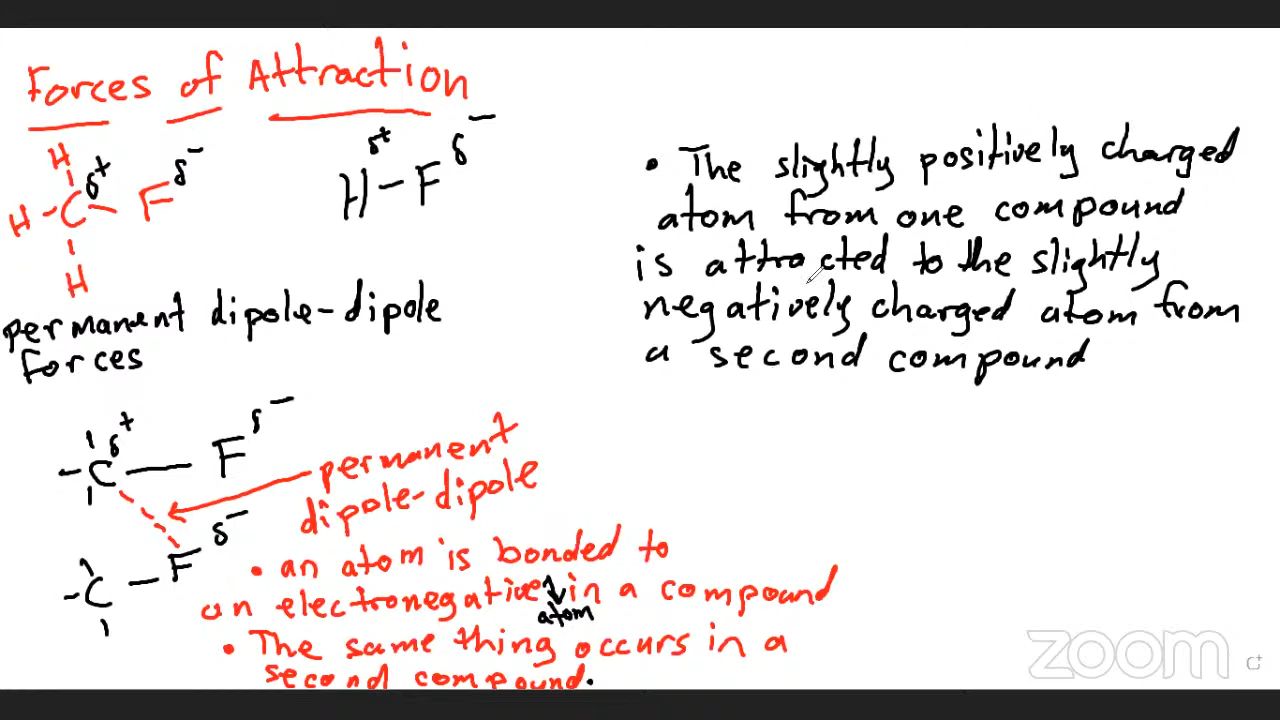 Forces of Attraction
H
H - C - F
δ+ δ-
H
δ+ δ-
H - F
permanent dipole-dipole
forces
δ+ δ-
C — F
permanent
dipole-dipole
δ-
C - F
• an atom is bonded to
an electronegative in a compound
atom
• The same thing occurs in a
second compound.
• The slightly positively charged
atom from one compound
is attracted to the slightly
negatively charged atom from
a second compound
zoom